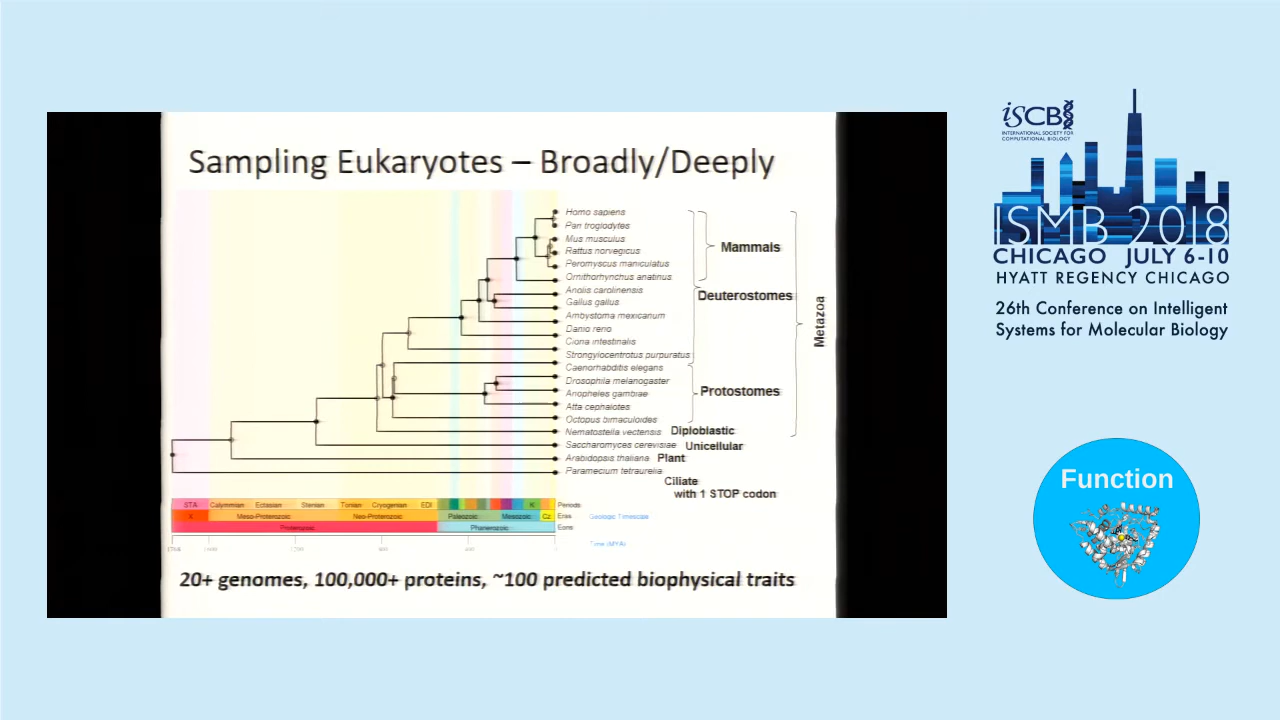 Sampling Eukaryotes – Broadly/Deeply
Homo sapiens
Pan troglodytes
Mus musculus
Rattus norvegicus
Peromyscus maniculatus
Ornithorhynchus anatinus
Anolis carolinensis
Gallus gallus
Ambystoma mexicanum
Danio rerio
Ciona intestinalis
Strongylocentrotus purpuratus
Caenorhabditis elegans
Drosophila melanogaster
Anopheles gambiae
Atta cephalotes
Octopus bimaculoides
Nematostella vectensis
Saccharomyces cerevisiae
Arabidopsis thaliana
Paramecium tetraurelia
Mammals
Deuterostomes
Metazoa
Protostomes
Diploblastic
Unicellular
Plant
Ciliate
with 1 STOP codon
STA Calymmian Ectasian Stenian Tonian Cryogenian EDI K Periods
Meso-Proterozoic Neo-Proterozoic Paleozoic Mesozoic Cz Eras
Proterozoic Phanerozoic Eons
Geologic Timescale
Time (MYA)
20+ genomes, 100,000+ proteins, ~100 predicted biophysical traits
iSCB
INTERNATIONAL SOCIETY FOR
COMPUTATIONAL BIOLOGY
ISMB 2018
CHICAGO JULY 6-10
HYATT REGENCY CHICAGO
26th Conference on Intelligent
Systems for Molecular Biology
Function